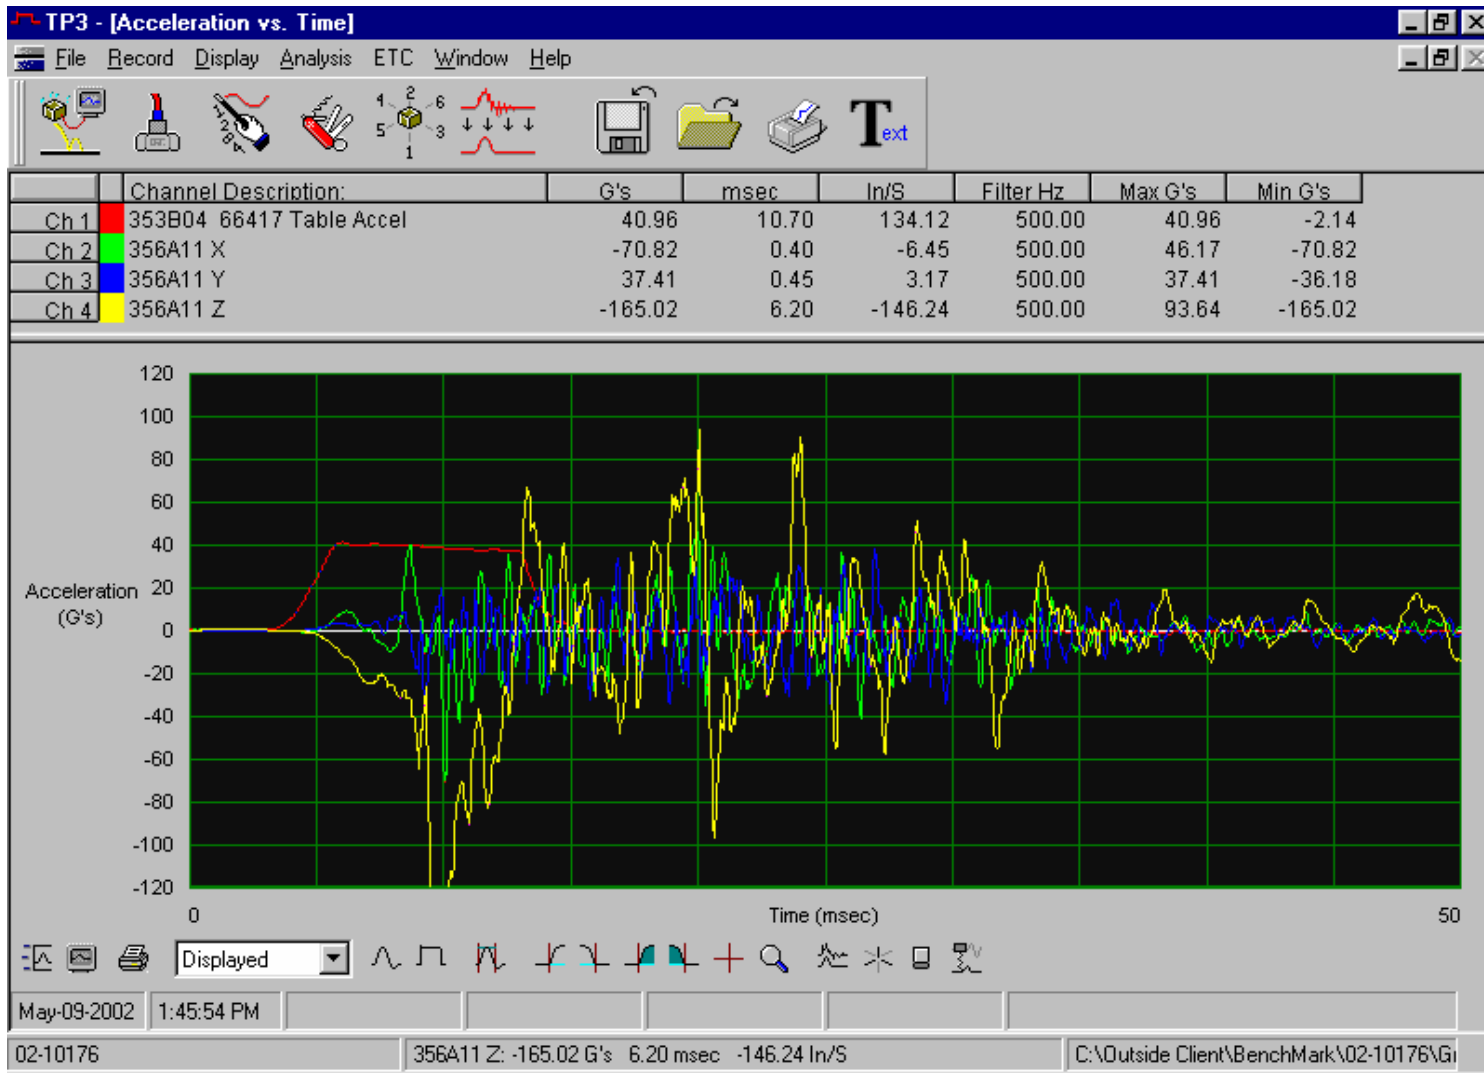 TP3 - [Acceleration vs. Time]
File Record Display Analysis ETC Window Help
4 2 6 5 3 1
Text
Channel Description: G's msec In/S Filter Hz Max G's Min G's
Ch 1 353B04 66417 Table Accel 40.96 10.70 134.12 500.00 40.96 -2.14
Ch 2 356A11 X -70.82 0.40 -6.45 500.00 46.17 -70.82
Ch 3 356A11 Y 37.41 0.45 3.17 500.00 37.41 -36.18
Ch 4 356A11 Z -165.02 6.20 -146.24 500.00 93.64 -165.02
120
100
80
60
40
Acceleration 20
(G's)
0
-20
-40
-60
-80
-100
-120
0 Time (msec) 50
Displayed
May-09-2002 1:45:54 PM
02-10176 356A11 Z: -165.02 G's 6.20 msec -146.24 In/S C:\Outside Client\BenchMark\02-10176\G